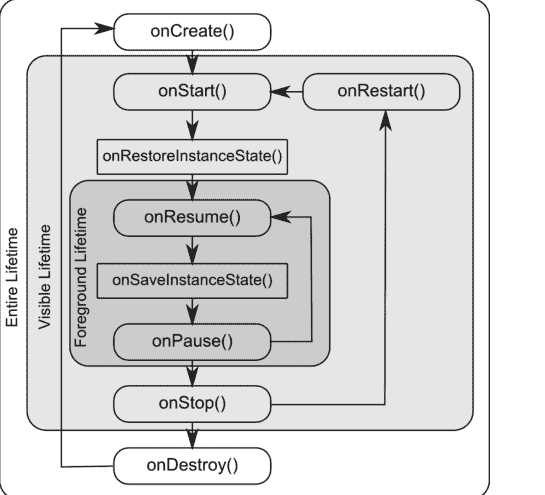 onCreate()
onStart()
onRestart()
onRestoreInstanceState()
onResume()
onSaveInstanceState()
onPause()
onStop()
onDestroy()
Entire Lifetime
Visible Lifetime
Foreground Lifetime